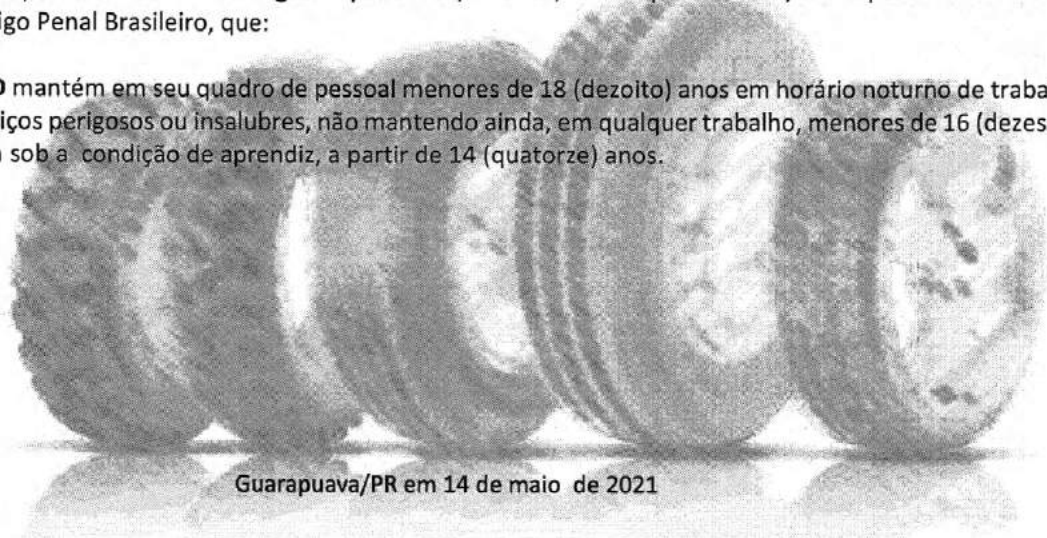 igo Penal Brasileiro, que:
O mantém em seu quadro de pessoal menores de 18 (dezoito) anos em horário noturno de traba
iços perigosos ou insalubres, não mantendo ainda, em qualquer trabalho, menores de 16 (dezes
sob a condição de aprendiz, a partir de 14 (quatorze) anos.
Guarapuava/PR em 14 de maio de 2021